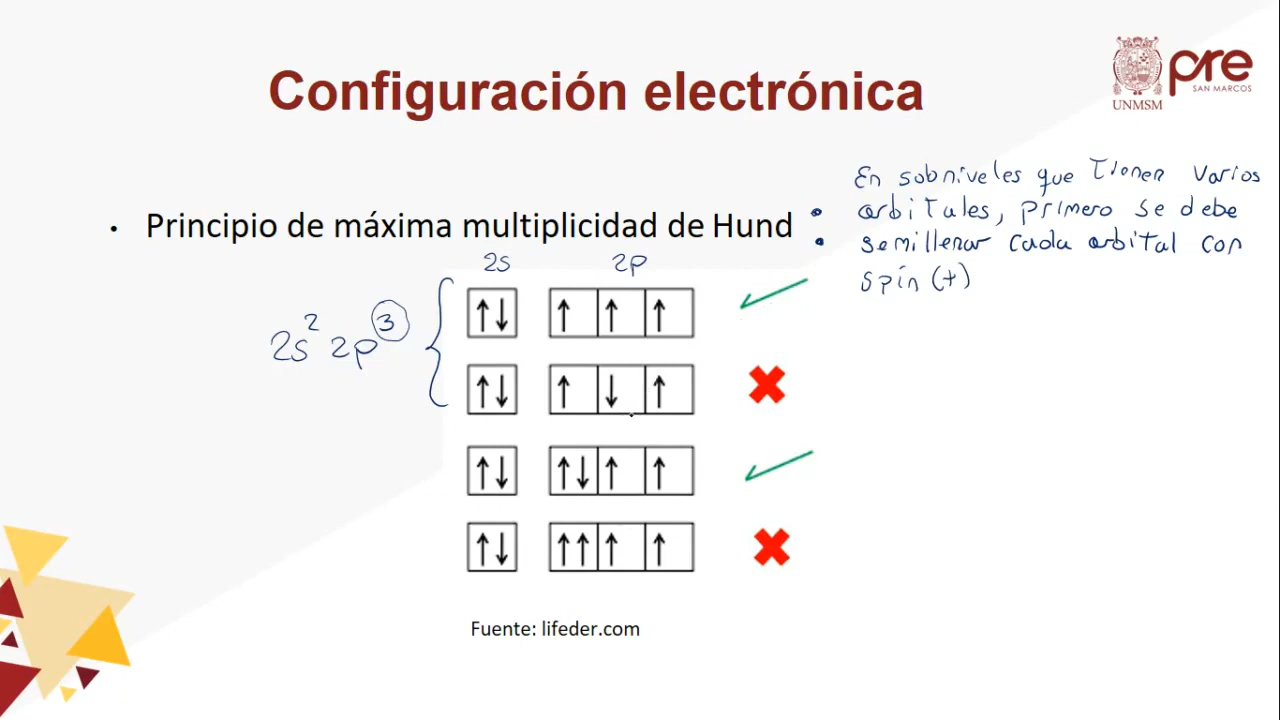 Configuración electrónica
pre
SAN MARCOS
UNMSM
• Principio de máxima multiplicidad de Hund
En subniveles que Tienen varios
orbitales, primero se debe
semillenar cada orbital con
spin (+)
2s 2p
2s² 2p³
Fuente: lifeder.com